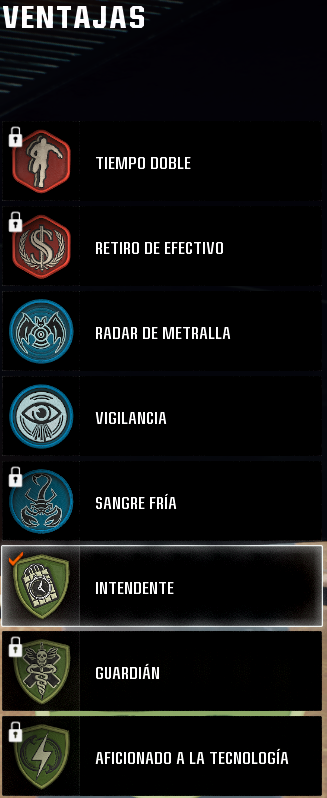 VENTAJAS
TIEMPO DOBLE
RETIRO DE EFECTIVO
RADAR DE METRALLA
VIGILANCIA
SANGRE FRÍA
INTENDENTE
GUARDIÁN
AFICIONADO A LA TECNOLOGÍA